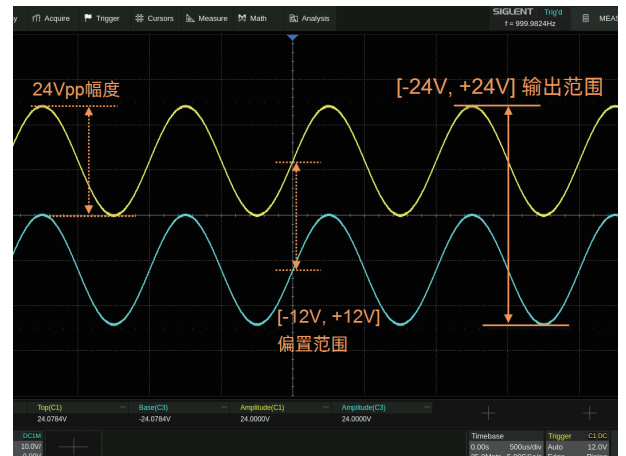 y Acquire Trigger Cursors Measure Math Analysis SIGLENT Trig'd MEAS
f = 999.9824Hz
24Vpp幅度
[-24V, +24V] 输出范围
[-12V, +12V]
偏置范围
Top(C1) Base(C3) Amplitude(C1) Amplitude(C3)
24.0784V -24.0784V 24.0000V 24.0000V
DC1M Timebase Trigger C1 DC
10.0V/ 0.00s 500us/div Auto 12.0V